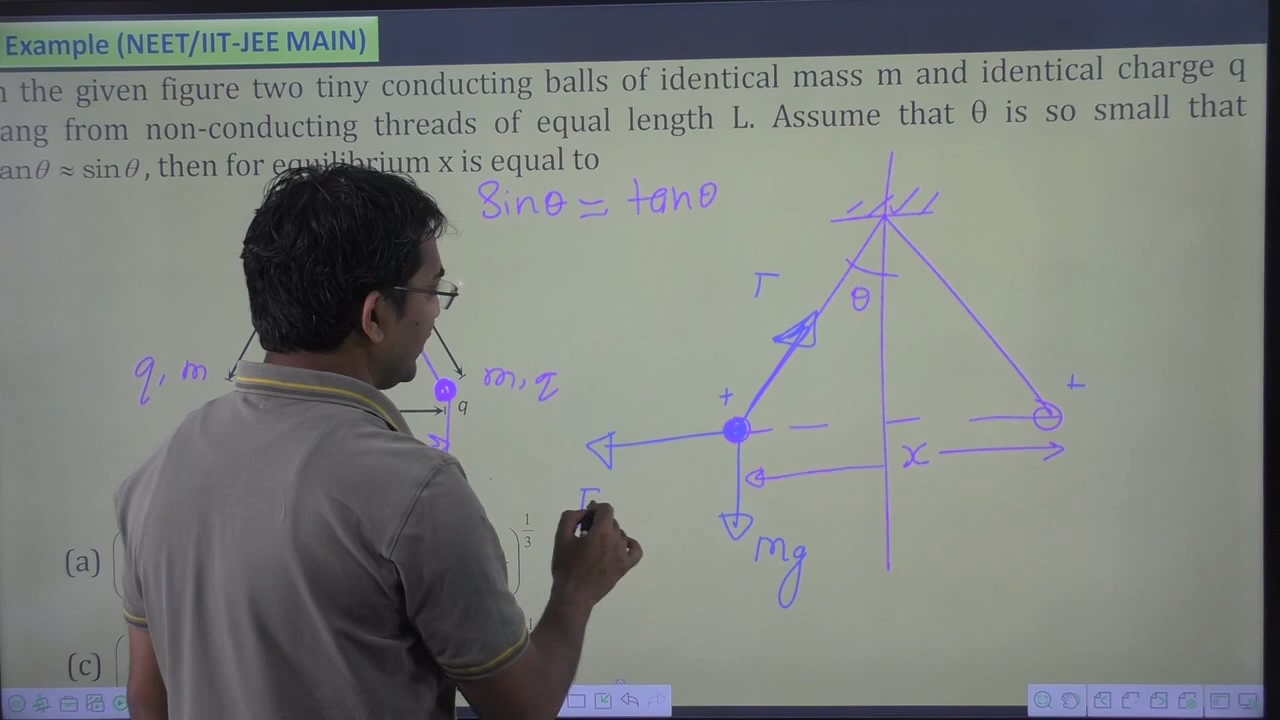 Example (NEET/IIT-JEE MAIN)
the given figure two tiny conducting balls of identical mass m and identical charge q
ang from non-conducting threads of equal length L. Assume that θ is so small that
anθ ≈ sinθ, then for equilibrium x is equal to
sinθ = tanθ
T
θ
q, m
m, q
q
+
+
x
mg
(a)
1/3
(c)